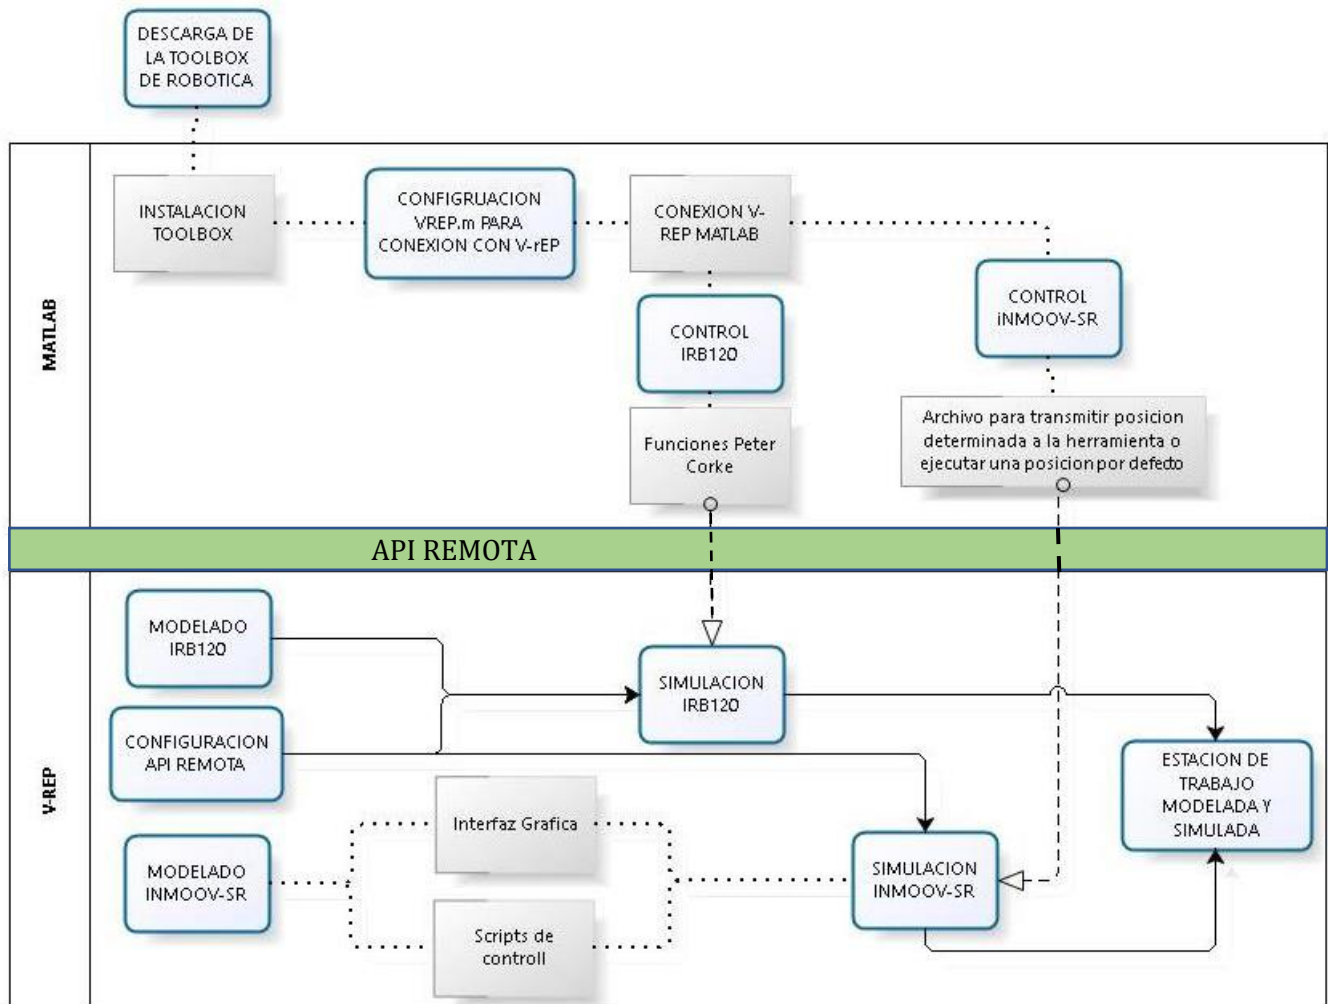 DESCARGA DE
LA TOOLBOX
DE ROBOTICA
MATLAB
INSTALACION
TOOLBOX
CONFIGRUACION
VREP.m PARA
CONEXION CON V-rEP
CONEXION V-
REP MATLAB
CONTROL
iNMOOV-SR
CONTROL
IRB120
Funciones Peter
Corke
Archivo para transmitir posicion
determinada a la herramienta o
ejecutar una posicion por defecto
API REMOTA
V-REP
MODELADO
IRB120
SIMULACION
IRB120
CONFIGURACION
API REMOTA
ESTACION DE
TRABAJO
MODELADA Y
SIMULADA
Interfaz Grafica
MODELADO
INMOOV-SR
SIMULACION
INMOOV-SR
Scripts de
controll